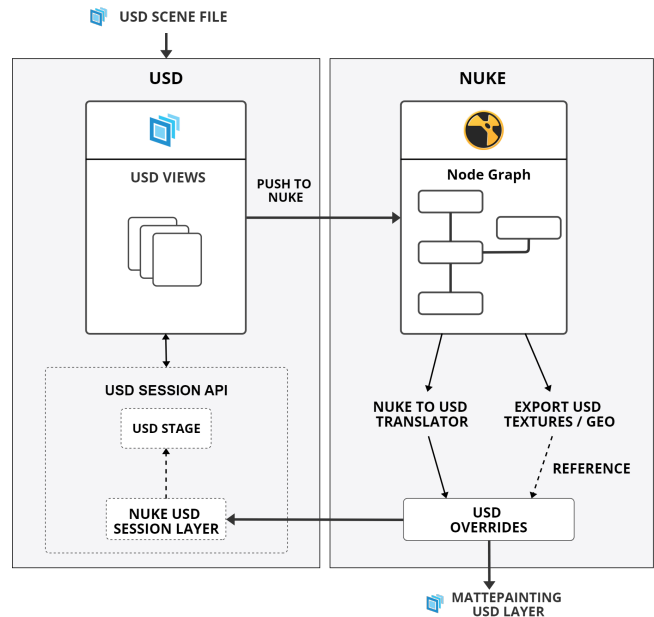 USD SCENE FILE
USD
NUKE
USD VIEWS
PUSH TO
NUKE
Node Graph
USD SESSION API
USD STAGE
NUKE USD
SESSION LAYER
NUKE TO USD
TRANSLATOR
EXPORT USD
TEXTURES / GEO
REFERENCE
USD
OVERRIDES
MATTEPAINTING
USD LAYER